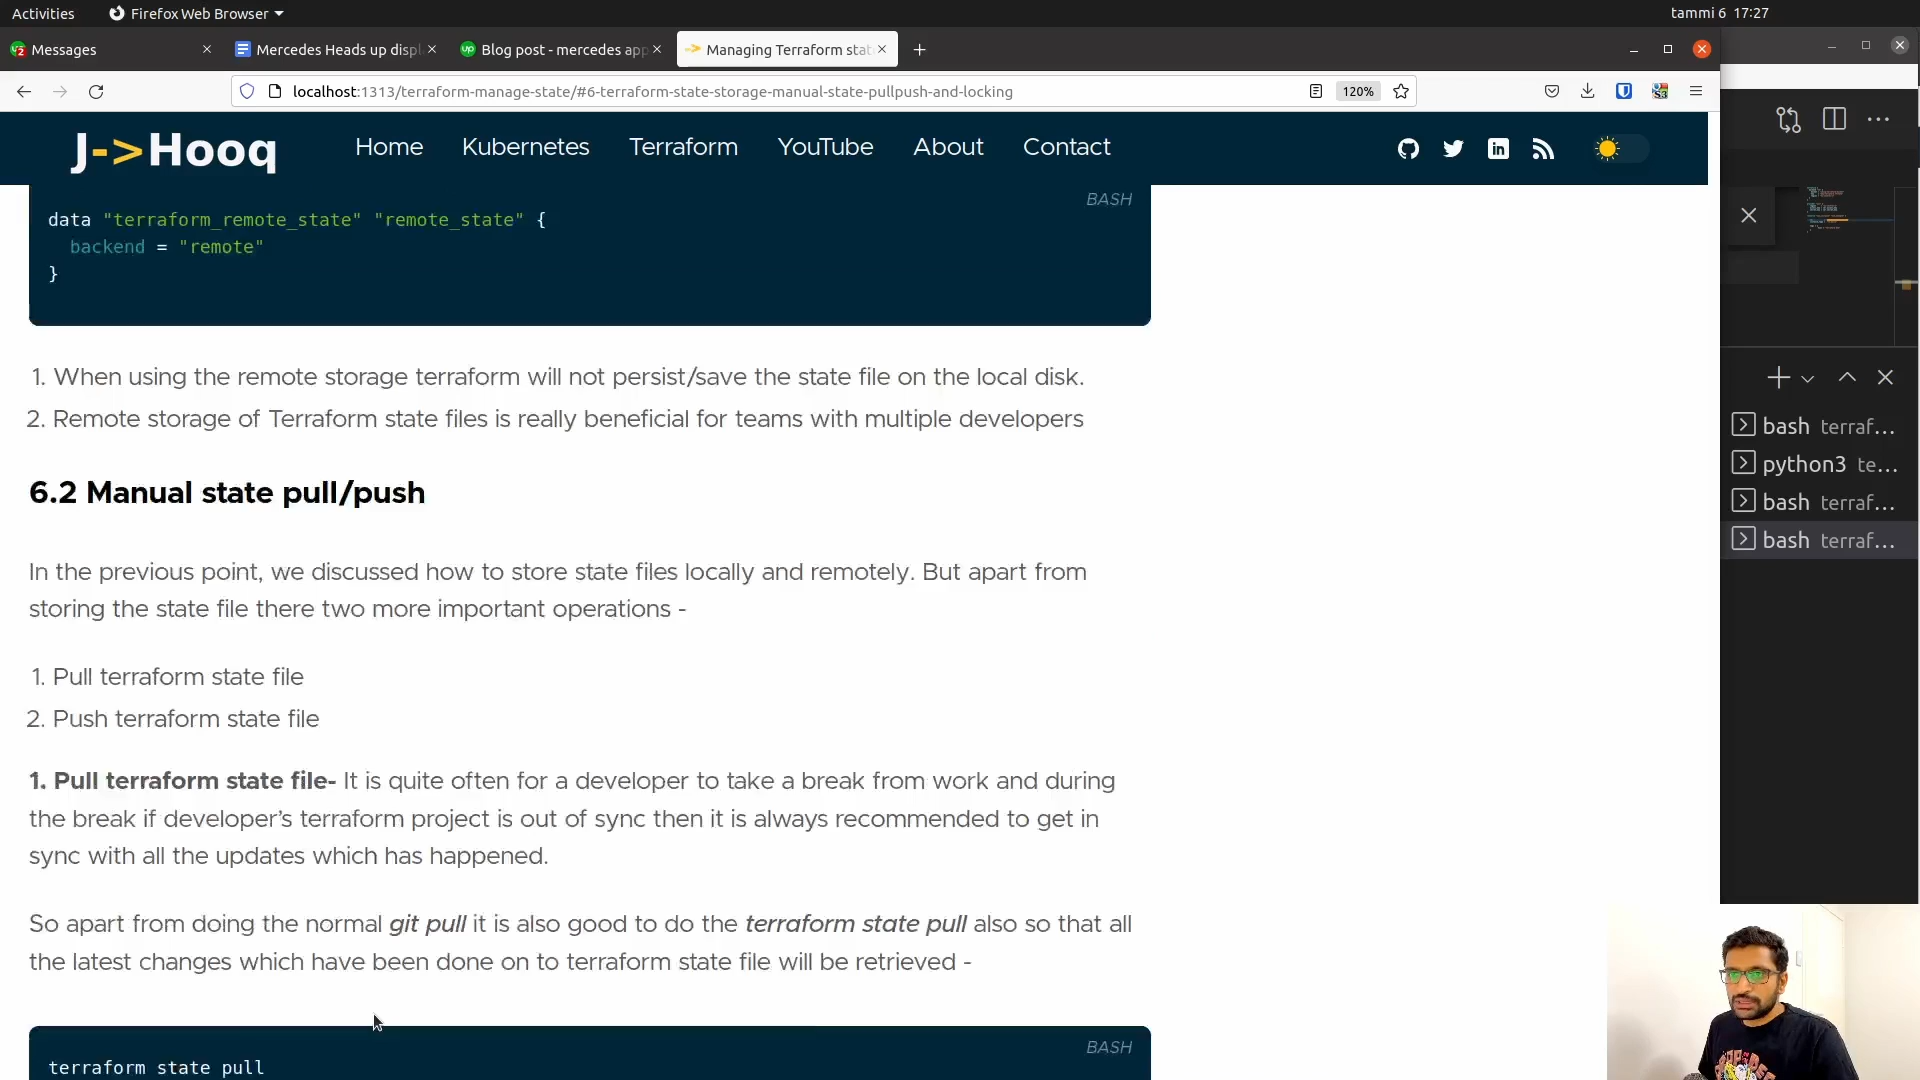 Activities
Firefox Web Browser
tammi 6 17:27
Messages
Mercedes Heads up displ
Blog post - mercedes app
Managing Terraform stat
localhost:1313/terraform-manage-state/#6-terraform-state-storage-manual-state-pullpush-and-locking
120%
J->Hooq
Home
Kubernetes
Terraform
YouTube
About
Contact
BASH
data "terraform_remote_state" "remote_state" {
backend = "remote"
}
1. When using the remote storage terraform will not persist/save the state file on the local disk.
2. Remote storage of Terraform state files is really beneficial for teams with multiple developers
6.2 Manual state pull/push
In the previous point, we discussed how to store state files locally and remotely. But apart from
storing the state file there two more important operations -
1. Pull terraform state file
2. Push terraform state file
1. Pull terraform state file- It is quite often for a developer to take a break from work and during
the break if developer's terraform project is out of sync then it is always recommended to get in
sync with all the updates which has happened.
So apart from doing the normal git pull it is also good to do the terraform state pull also so that all
the latest changes which have been done on to terraform state file will be retrieved -
BASH
terraform state pull
bash terraf...
python3 te...
bash terraf...
bash terraf...